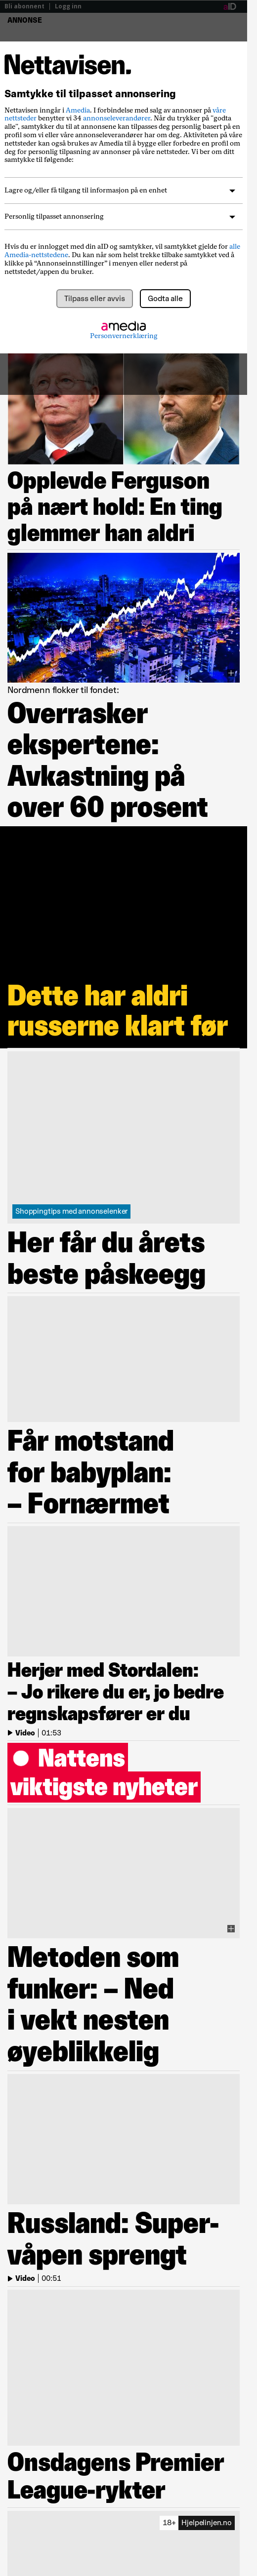 Bli abonnent
Logg inn
aID
ANNONSE
Nettavisen.
Samtykke til tilpasset annonsering
Nettavisen inngår i Amedia. I forbindelse med salg av annonser på våre
nettsteder benytter vi 34 annonseleverandører. Når du trykker på "godta
alle", samtykker du til at annonsene kan tilpasses deg personlig basert på en
profil vi eller våre annonseleverandører har om deg. Aktiviteten på våre
nettsteder kan også brukes av Amedia til å bygge eller forbedre en profil om
deg for personlig tilpasning av annonser på våre nettsteder. Vi ber om ditt
samtykke til følgende:
Lagre og/eller få tilgang til informasjon på en enhet
Personlig tilpasset annonsering
Hvis du er innlogget med din aID og samtykker, vil samtykket gjelde for alle
Amedia-nettstedene. Du kan når som helst trekke tilbake samtykket ved å
klikke på "Annonseinnstillinger" i menyen eller nederst på
nettstedet/appen du bruker.
Tilpass eller avvis
Godta alle
amedia
Personvernerklæring
Opplevde Ferguson
på nært hold: En ting
glemmer han aldri
Nordmenn flokker til fondet:
Overrasker
ekspertene:
Avkastning på
over 60 prosent
Dette har aldri
russerne klart før
Shoppingtips med annonselenker
Her får du årets
beste påskeegg
Får motstand
for babyplan:
– Fornærmet
Herjer med Stordalen:
– Jo rikere du er, jo bedre
regnskapsfører er du
Video 01:53
Nattens
viktigste nyheter
Metoden som
funker: – Ned
i vekt nesten
øyeblikkelig
Russland: Super-
våpen sprengt
Video 00:51
Onsdagens Premier
League-rykter
18+ Hjelpelinjen.no